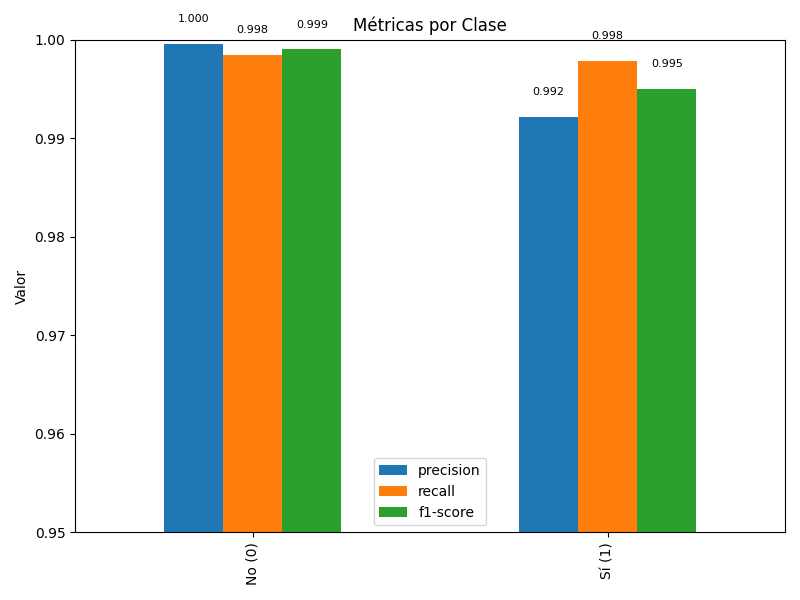 Métricas por Clase
1.000
0.998
0.999
0.992
0.998
0.995
1.00
0.99
0.98
0.97
0.96
0.95
Valor
precision
recall
f1-score
No (0)
Sí (1)